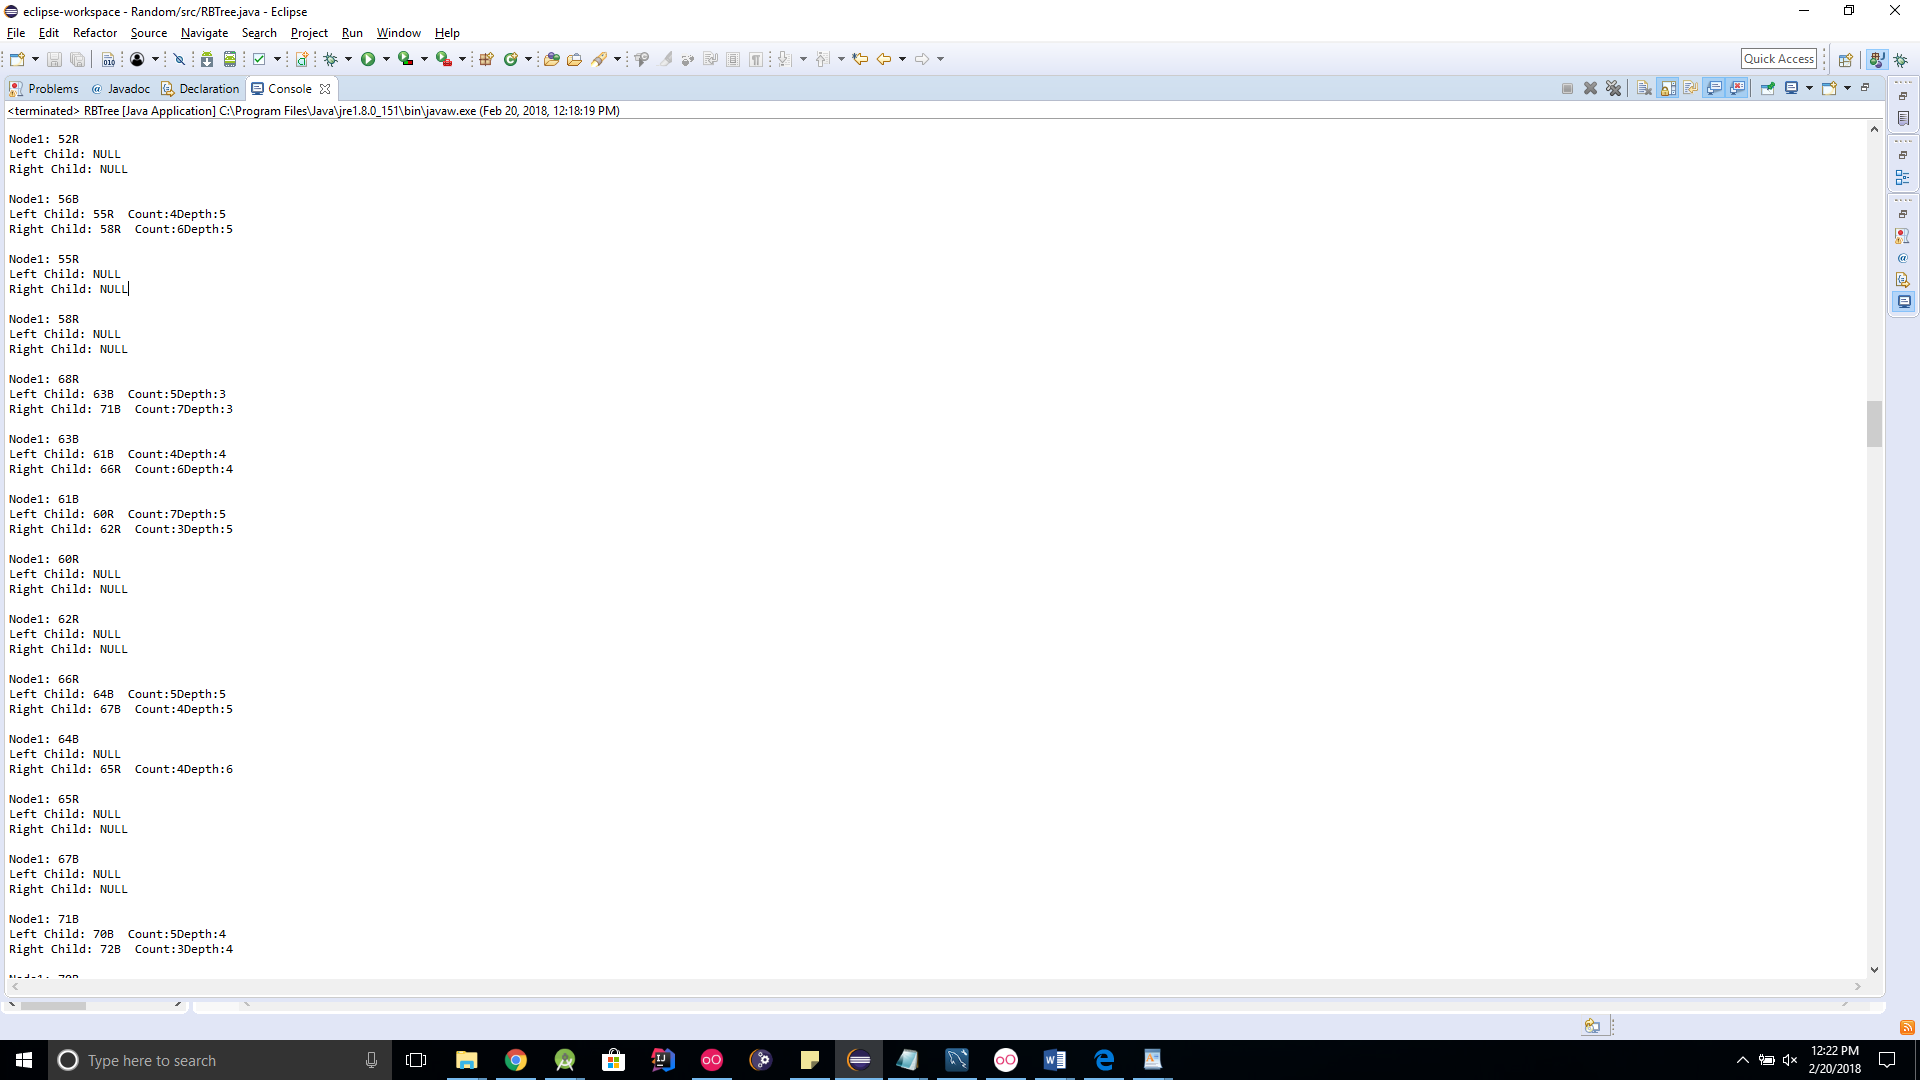 eclipse-workspace - Random/src/RBTree.java - Eclipse
File Edit Refactor Source Navigate Search Project Run Window Help
Quick Access
Problems @ Javadoc Declaration Console
<terminated> RBTree [Java Application] C:\Program Files\Java\jre1.8.0_151\bin\javaw.exe (Feb 20, 2018, 12:18:19 PM)
Node1: 52R
Left Child: NULL
Right Child: NULL
Node1: 56B
Left Child: 55R  Count:4Depth:5
Right Child: 58R  Count:6Depth:5
Node1: 55R
Left Child: NULL
Right Child: NULL
Node1: 58R
Left Child: NULL
Right Child: NULL
Node1: 68R
Left Child: 63B  Count:5Depth:3
Right Child: 71B  Count:7Depth:3
Node1: 63B
Left Child: 61B  Count:4Depth:4
Right Child: 66R  Count:6Depth:4
Node1: 61B
Left Child: 60R  Count:7Depth:5
Right Child: 62R  Count:3Depth:5
Node1: 60R
Left Child: NULL
Right Child: NULL
Node1: 62R
Left Child: NULL
Right Child: NULL
Node1: 66R
Left Child: 64B  Count:5Depth:5
Right Child: 67B  Count:4Depth:5
Node1: 64B
Left Child: NULL
Right Child: 65R  Count:4Depth:6
Node1: 65R
Left Child: NULL
Right Child: NULL
Node1: 67B
Left Child: NULL
Right Child: NULL
Node1: 71B
Left Child: 70B  Count:5Depth:4
Right Child: 72B  Count:3Depth:4
Type here to search
12:22 PM
2/20/2018